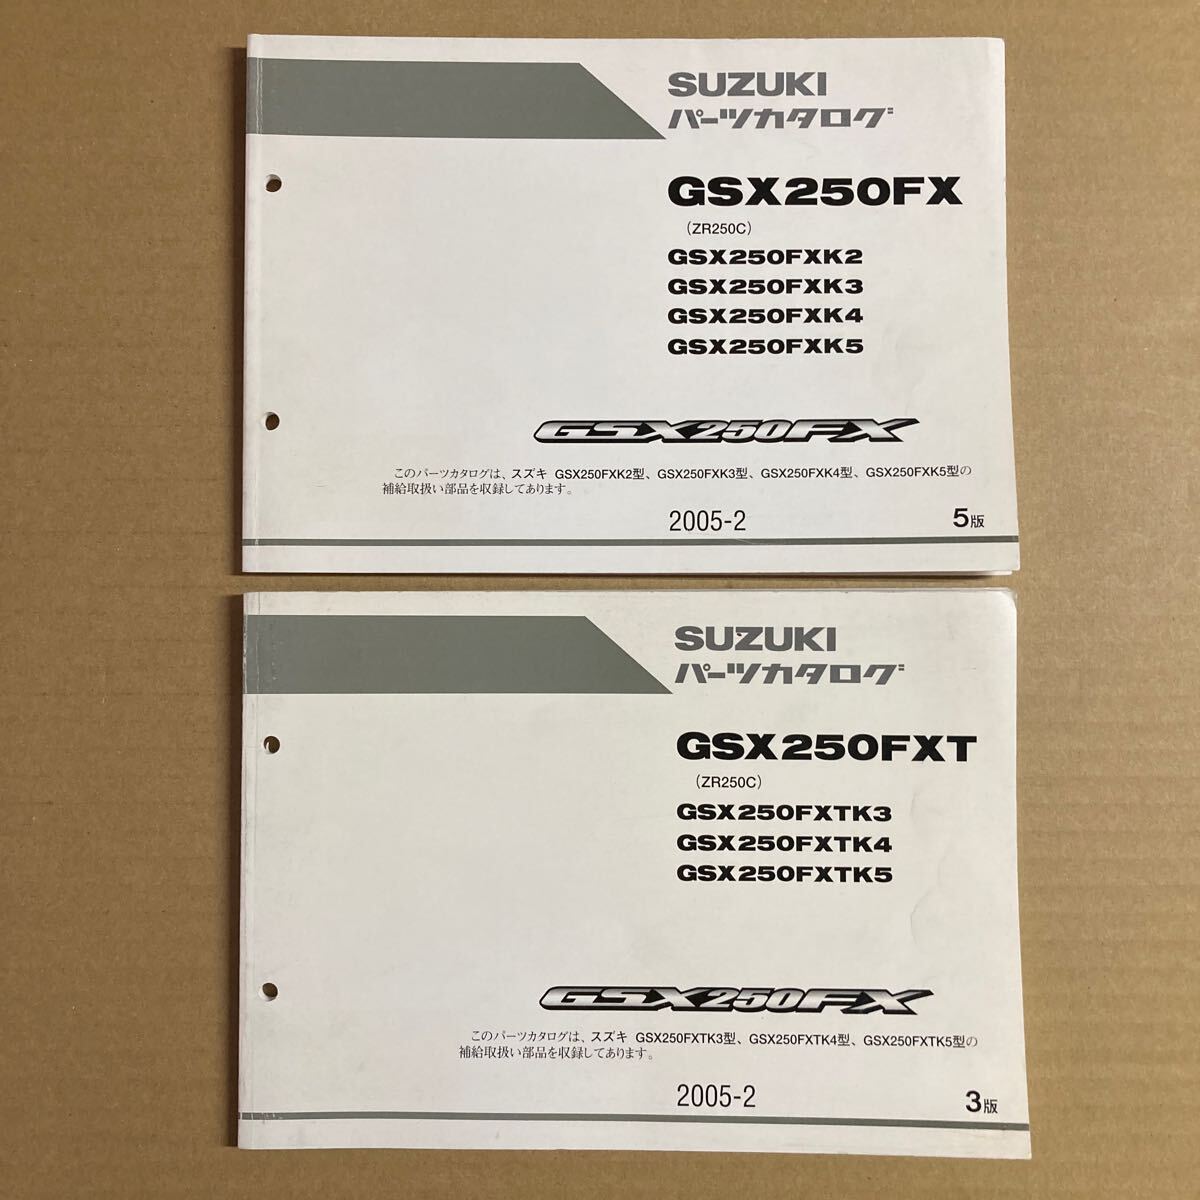 SUZUKI
パーツカタログ
GSX250FX
(ZR250C)
GSX250FXK2
GSX250FXK3
GSX250FXK4
GSX250FXK5
GSX250FX
このパーツカタログは、スズキ GSX250FXK2型、GSX250FXK3型、GSX250FXK4型、GSX250FXK5型の
補給取扱い部品を収録してあります。
2005-2 5版
SUZUKI
パーツカタログ
GSX250FXT
(ZR250C)
GSX250FXTK3
GSX250FXTK4
GSX250FXTK5
GSX250FX
このパーツカタログは、スズキ GSX250FXTK3型、GSX250FXTK4型、GSX250FXTK5型の
補給取扱い部品を収録してあります。
2005-2 3版